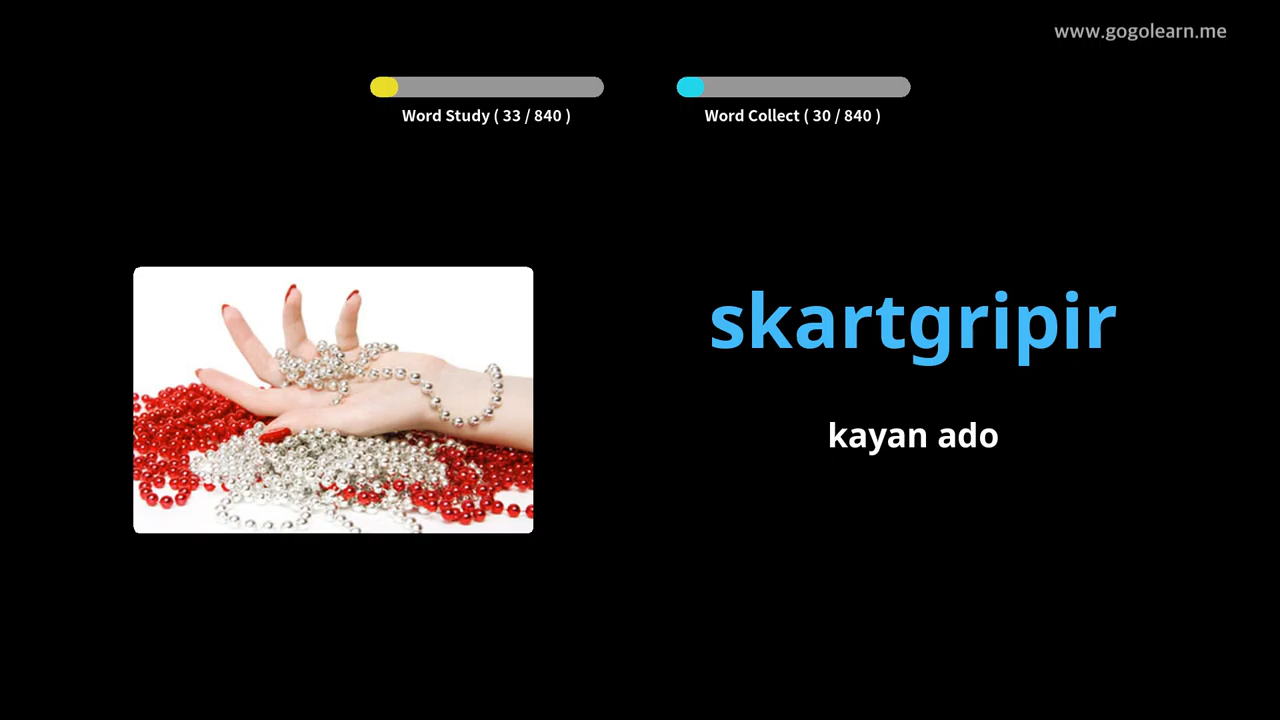 www.gogolearn.me
Word Study ( 33 / 840 )
Word Collect ( 30 / 840 )
skartgripir
kayan ado